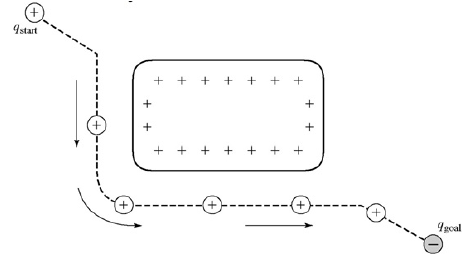 +
q_start
+ + + + + + +
+ +
+
+ +
+ + + + + + +
+ + + +
q_goal
−